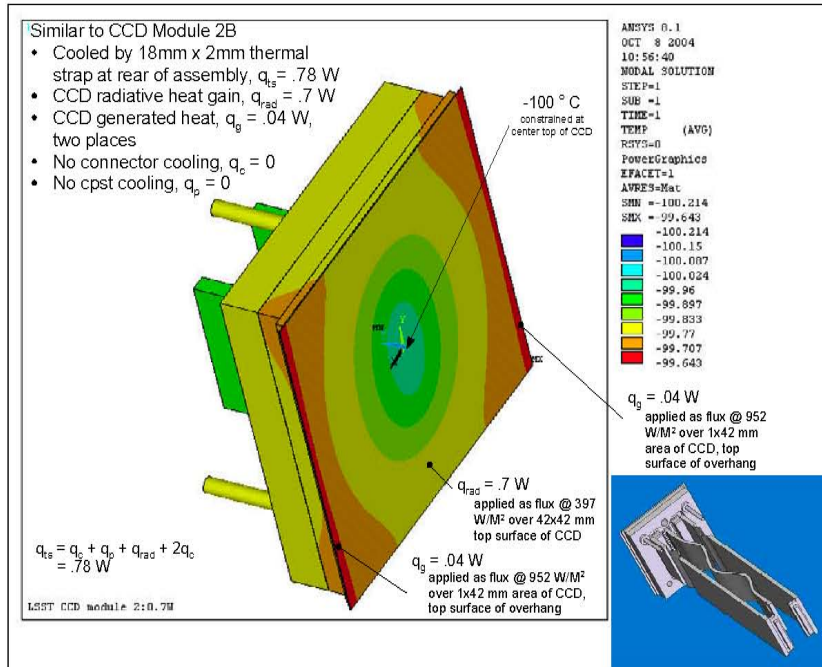 Similar to CCD Module 2B
• Cooled by 18mm x 2mm thermal
strap at rear of assembly, qts = .78 W
• CCD radiative heat gain, qrad = .7 W
• CCD generated heat, qg = .04 W,
two places
• No connector cooling, qc = 0
• No cpst cooling, qp = 0
-100 ° C
constrained at
center top of CCD
MN
Y
MX
qrad = .7 W
applied as flux @ 397
W/M² over 42x42 mm
top surface of CCD
qg = .04 W
applied as flux @ 952 W/M²
over 1x42 mm area of CCD,
top surface of overhang
qts = qc + qp + qrad + 2qc
= .78 W
LSST CCD module 2:0.7W
ANSYS 8.1
OCT 8 2004
10:56:40
NODAL SOLUTION
STEP=1
SUB =1
TIME=1
TEMP (AVG)
RSYS=0
PowerGraphics
EFACET=1
AVRES=Mat
SMN =-100.214
SMX =-99.643
-100.214
-100.15
-100.087
-100.024
-99.96
-99.897
-99.833
-99.77
-99.707
-99.643
qg = .04 W
applied as flux @ 952
W/M² over 1x42 mm
area of CCD, top
surface of overhang